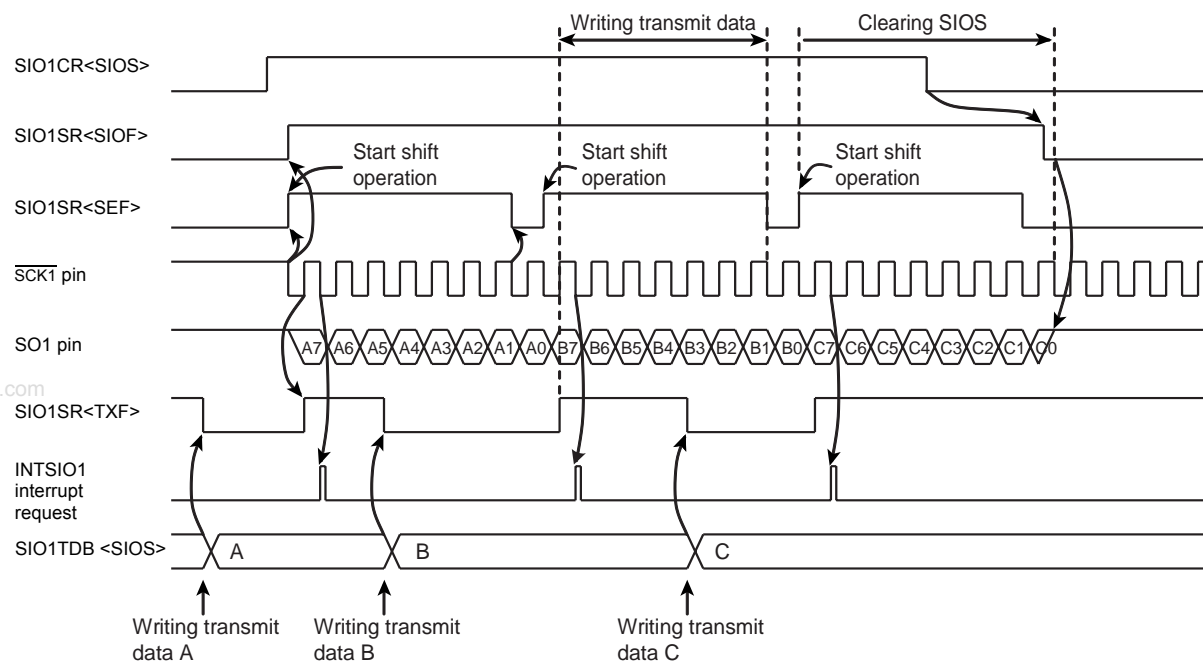 Writing transmit data
Clearing SIOS
SIO1CR<SIOS>
SIO1SR<SIOF>
Start shift
operation
Start shift
operation
Start shift
operation
SIO1SR<SEF>
SCK1 pin
SO1 pin
A7 A6 A5 A4 A3 A2 A1 A0 B7 B6 B5 B4 B3 B2 B1 B0 C7 C6 C5 C4 C3 C2 C1 C0
.com
SIO1SR<TXF>
INTSIO1
interrupt
request
SIO1TDB <SIOS>
A
B
C
Writing transmit
data A
Writing transmit
data B
Writing transmit
data C